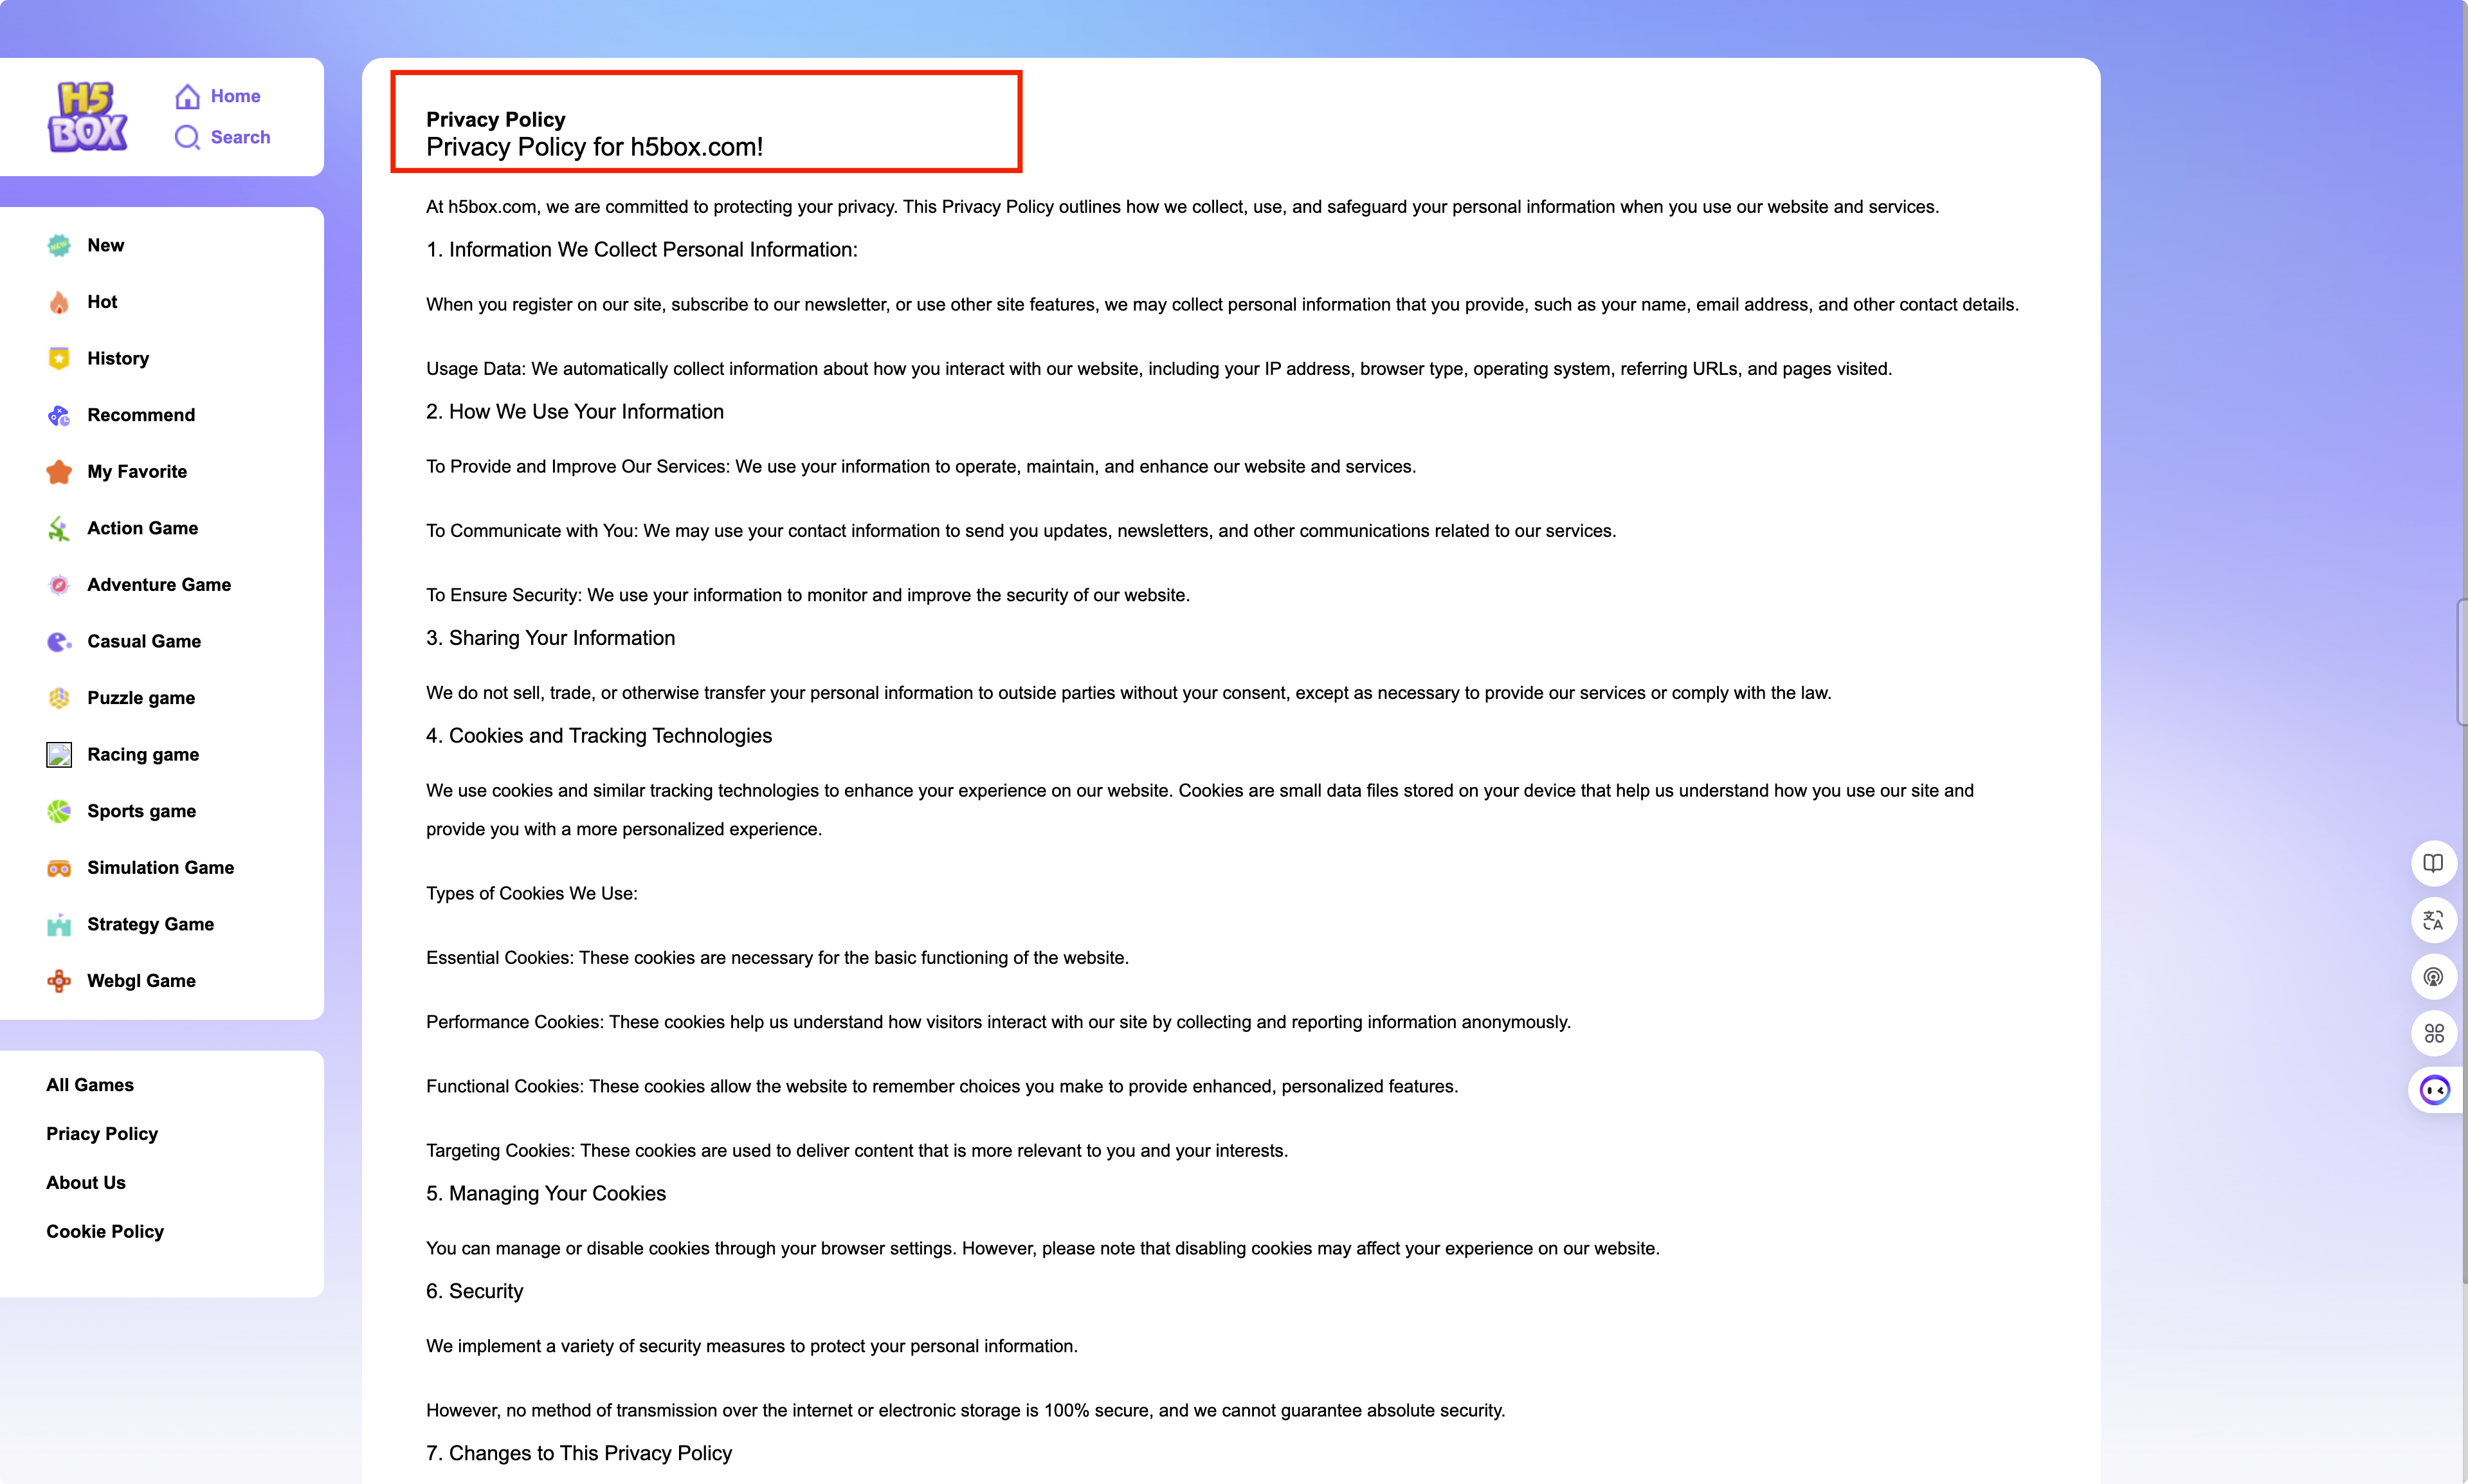 H5
BOX
Home
Search
New
Hot
History
Recommend
My Favorite
Action Game
Adventure Game
Casual Game
Puzzle game
Racing game
Sports game
Simulation Game
Strategy Game
Webgl Game
All Games
Priacy Policy
About Us
Cookie Policy
Privacy Policy
Privacy Policy for h5box.com!
At h5box.com, we are committed to protecting your privacy. This Privacy Policy outlines how we collect, use, and safeguard your personal information when you use our website and services.
1. Information We Collect Personal Information:
When you register on our site, subscribe to our newsletter, or use other site features, we may collect personal information that you provide, such as your name, email address, and other contact details.
Usage Data: We automatically collect information about how you interact with our website, including your IP address, browser type, operating system, referring URLs, and pages visited.
2. How We Use Your Information
To Provide and Improve Our Services: We use your information to operate, maintain, and enhance our website and services.
To Communicate with You: We may use your contact information to send you updates, newsletters, and other communications related to our services.
To Ensure Security: We use your information to monitor and improve the security of our website.
3. Sharing Your Information
We do not sell, trade, or otherwise transfer your personal information to outside parties without your consent, except as necessary to provide our services or comply with the law.
4. Cookies and Tracking Technologies
We use cookies and similar tracking technologies to enhance your experience on our website. Cookies are small data files stored on your device that help us understand how you use our site and
provide you with a more personalized experience.
Types of Cookies We Use:
Essential Cookies: These cookies are necessary for the basic functioning of the website.
Performance Cookies: These cookies help us understand how visitors interact with our site by collecting and reporting information anonymously.
Functional Cookies: These cookies allow the website to remember choices you make to provide enhanced, personalized features.
Targeting Cookies: These cookies are used to deliver content that is more relevant to you and your interests.
5. Managing Your Cookies
You can manage or disable cookies through your browser settings. However, please note that disabling cookies may affect your experience on our website.
6. Security
We implement a variety of security measures to protect your personal information.
However, no method of transmission over the internet or electronic storage is 100% secure, and we cannot guarantee absolute security.
7. Changes to This Privacy Policy